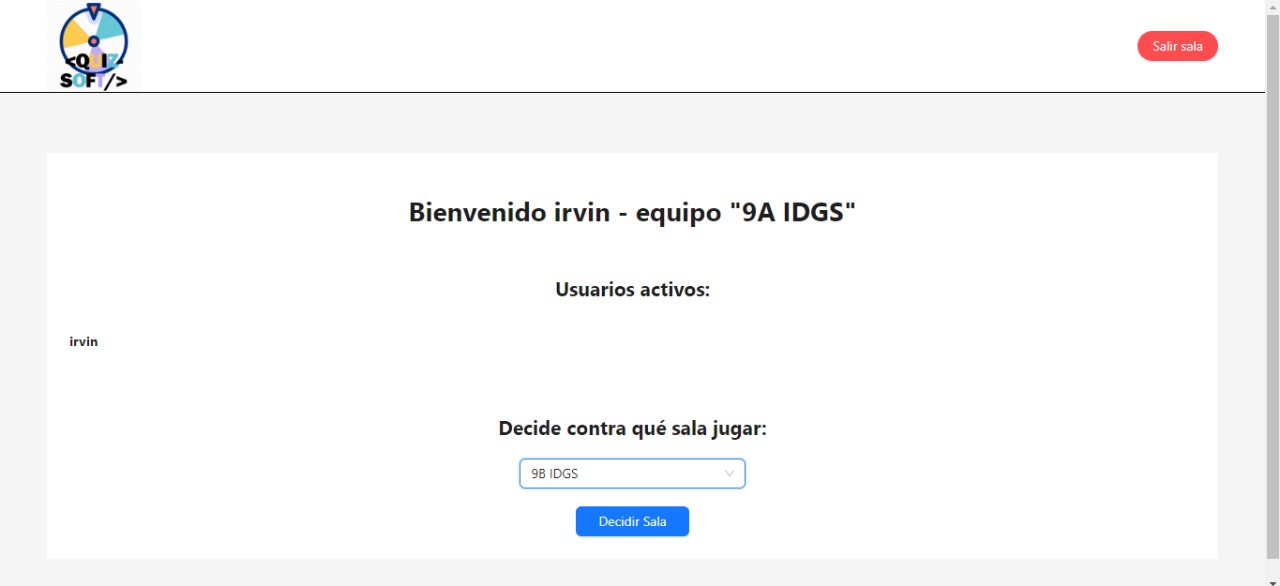 <QUIZ-
SOFT/>
Salir sala
Bienvenido irvin - equipo "9A IDGS"
Usuarios activos:
irvin
Decide contra qué sala jugar:
9B IDGS
Decidir Sala